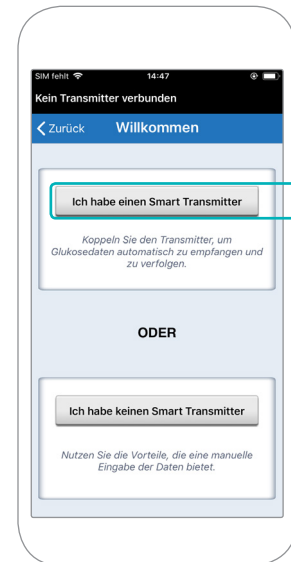 SIM fehlt 14:47
Kein Transmitter verbunden
Zurück Willkommen
Ich habe einen Smart Transmitter
Koppeln Sie den Transmitter, um
Glukosedaten automatisch zu empfangen und
zu verfolgen.
ODER
Ich habe keinen Smart Transmitter
Nutzen Sie die Vorteile, die eine manuelle
Eingabe der Daten bietet.